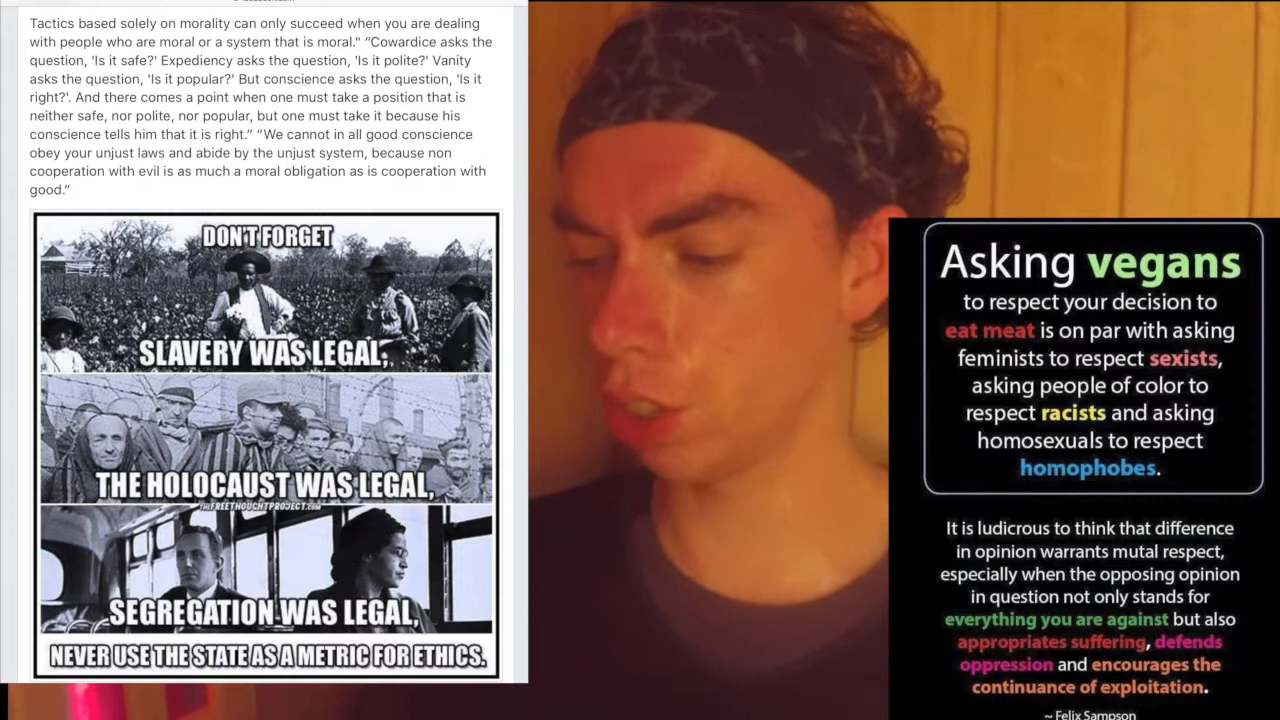 Tactics based solely on morality can only succeed when you are dealing
with people who are moral or a system that is moral." “Cowardice asks the
question, 'Is it safe?' Expediency asks the question, 'Is it polite?' Vanity
asks the question, 'Is it popular?' But conscience asks the question, 'Is it
right?'. And there comes a point when one must take a position that is
neither safe, nor polite, nor popular, but one must take it because his
conscience tells him that it is right.” “We cannot in all good conscience
obey your unjust laws and abide by the unjust system, because non
cooperation with evil is as much a moral obligation as is cooperation with
good.”
DON'T FORGET
SLAVERY WAS LEGAL,
THE HOLOCAUST WAS LEGAL,
THEFREETHOUGHTPROJECT.COM
SEGREGATION WAS LEGAL,
NEVER USE THE STATE AS A METRIC FOR ETHICS.
Asking vegans
to respect your decision to
eat meat is on par with asking
feminists to respect sexists,
asking people of color to
respect racists and asking
homosexuals to respect
homophobes.
It is ludicrous to think that difference
in opinion warrants mutal respect,
especially when the opposing opinion
in question not only stands for
everything you are against but also
appropriates suffering, defends
oppression and encourages the
continuance of exploitation.
~ Felix Sampson